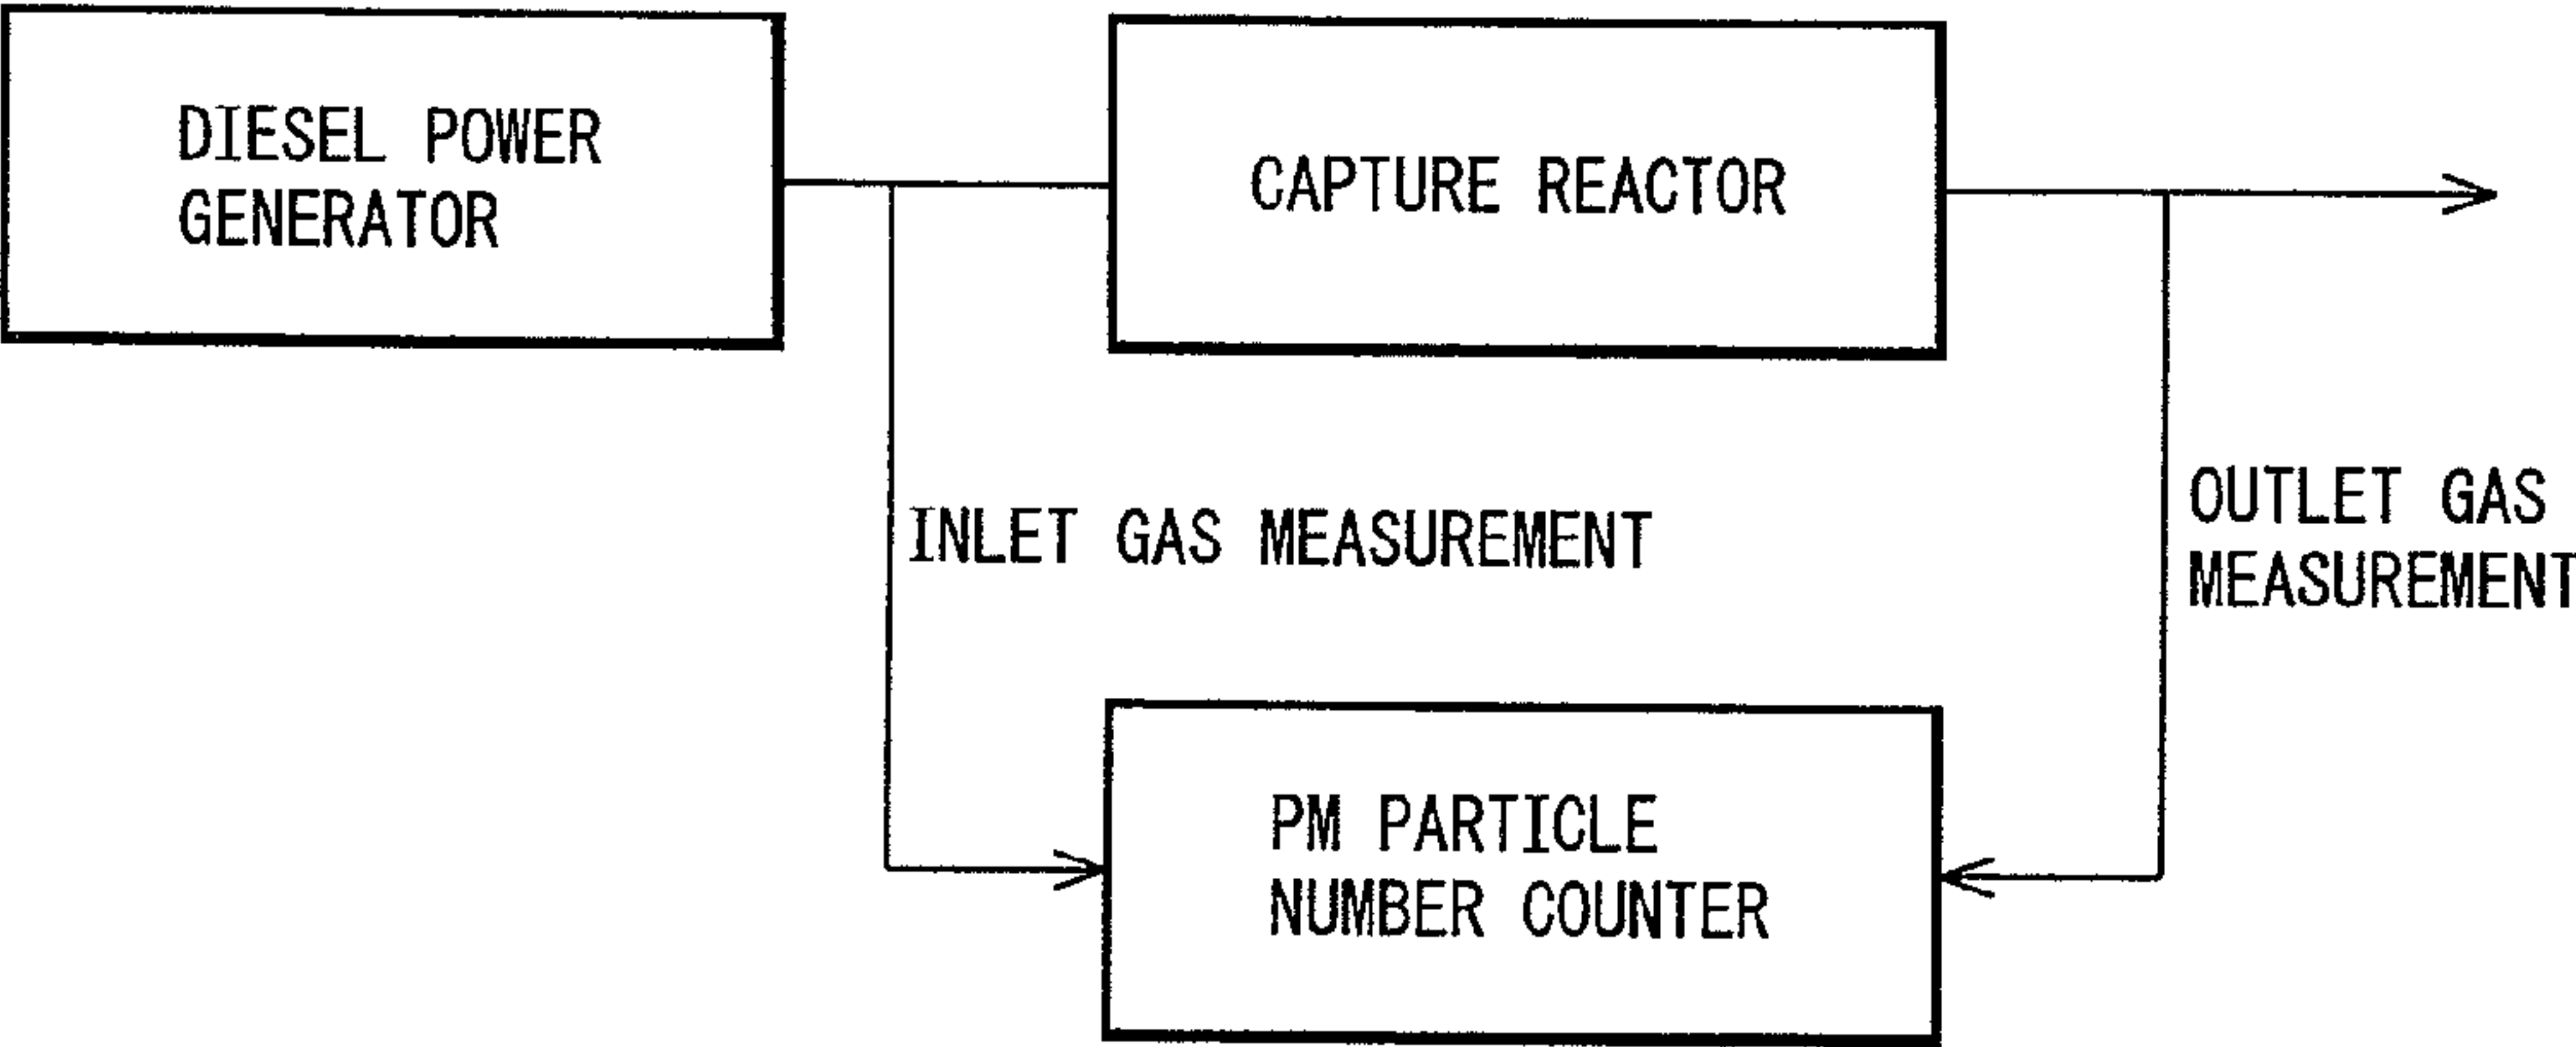 DIESEL POWER
GENERATOR
CAPTURE REACTOR
INLET GAS MEASUREMENT
OUTLET GAS
MEASUREMENT
PM PARTICLE
NUMBER COUNTER